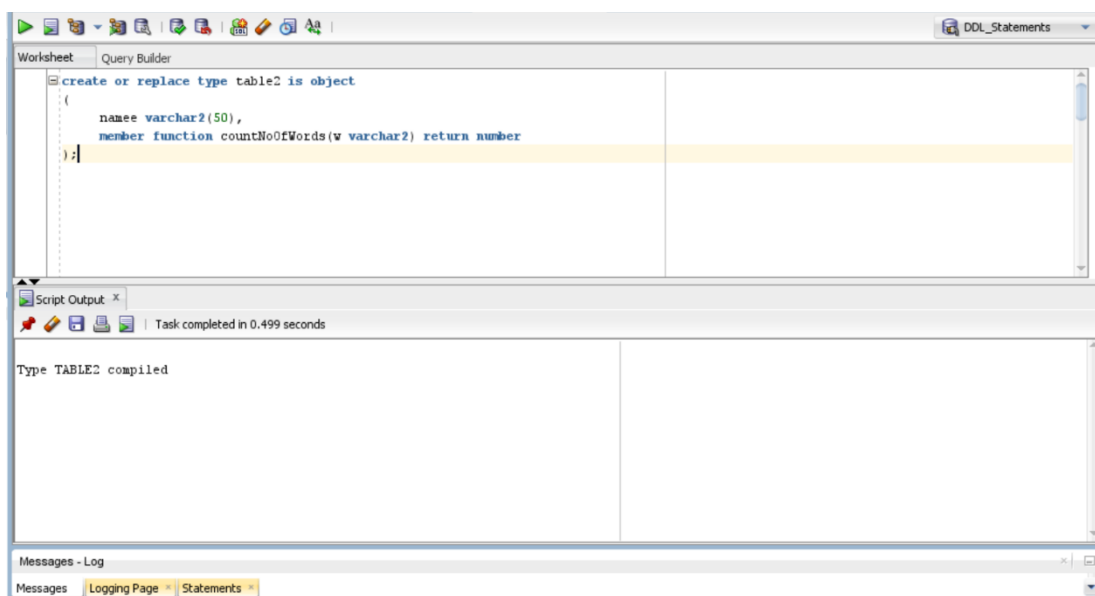 DDL_Statements
Worksheet Query Builder
create or replace type table2 is object
(
namee varchar2(50),
member function countNoOfWords(w varchar2) return number
);
Script Output
Task completed in 0.499 seconds
Type TABLE2 compiled
Messages - Log
Messages Logging Page Statements